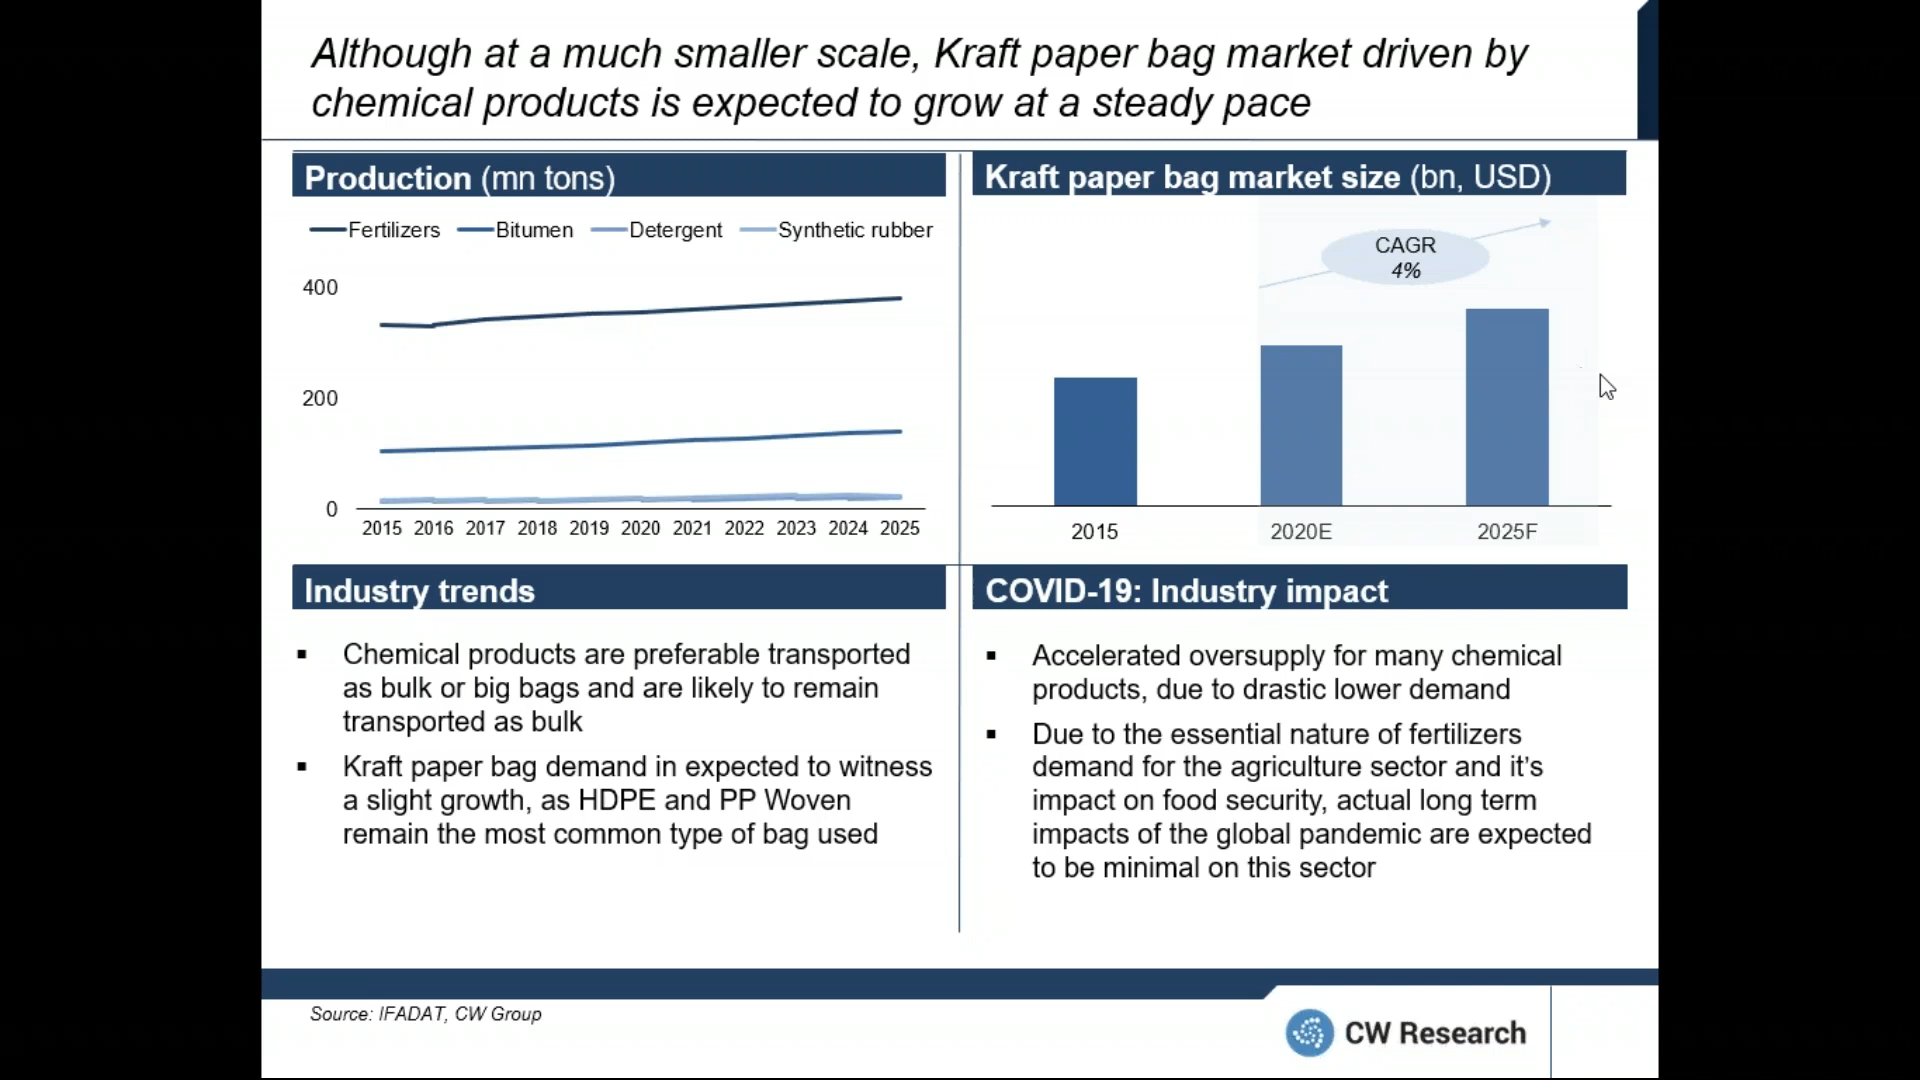 Although at a much smaller scale, Kraft paper bag market driven by
chemical products is expected to grow at a steady pace
Production (mn tons)
Fertilizers Bitumen Detergent Synthetic rubber
400
200
0
2015 2016 2017 2018 2019 2020 2021 2022 2023 2024 2025
Kraft paper bag market size (bn, USD)
CAGR
4%
2015 2020E 2025F
Industry trends
▪ Chemical products are preferable transported
as bulk or big bags and are likely to remain
transported as bulk
▪ Kraft paper bag demand in expected to witness
a slight growth, as HDPE and PP Woven
remain the most common type of bag used
COVID-19: Industry impact
▪ Accelerated oversupply for many chemical
products, due to drastic lower demand
▪ Due to the essential nature of fertilizers
demand for the agriculture sector and it's
impact on food security, actual long term
impacts of the global pandemic are expected
to be minimal on this sector
Source: IFADAT, CW Group
CW Research